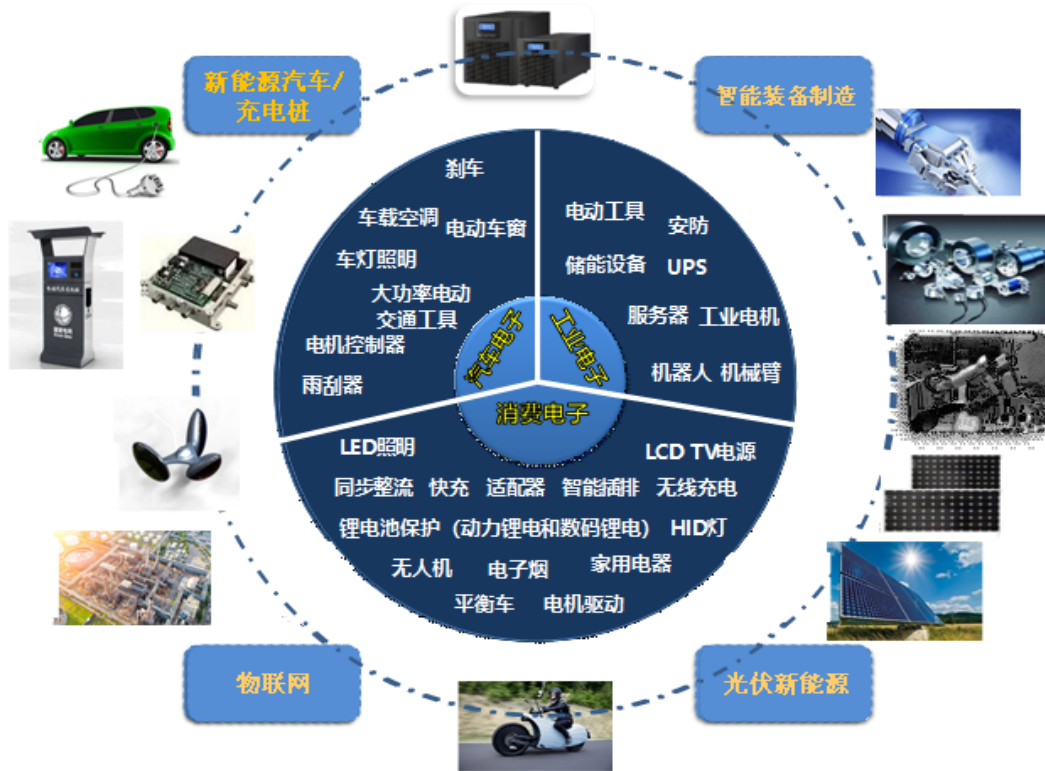 新能源汽车/
充电桩
智能装备制造
刹车
车载空调
电动车窗
车灯照明
大功率电动
交通工具
电机控制器
雨刮器
电动工具
安防
储能设备
UPS
服务器
工业电机
机器人
机械臂
汽车电子
工业电子
消费电子
LED照明
LCD TV电源
同步整流
快充
适配器
智能插排
无线充电
锂电池保护（动力锂电和数码锂电）
HID灯
无人机
电子烟
家用电器
平衡车
电机驱动
物联网
光伏新能源